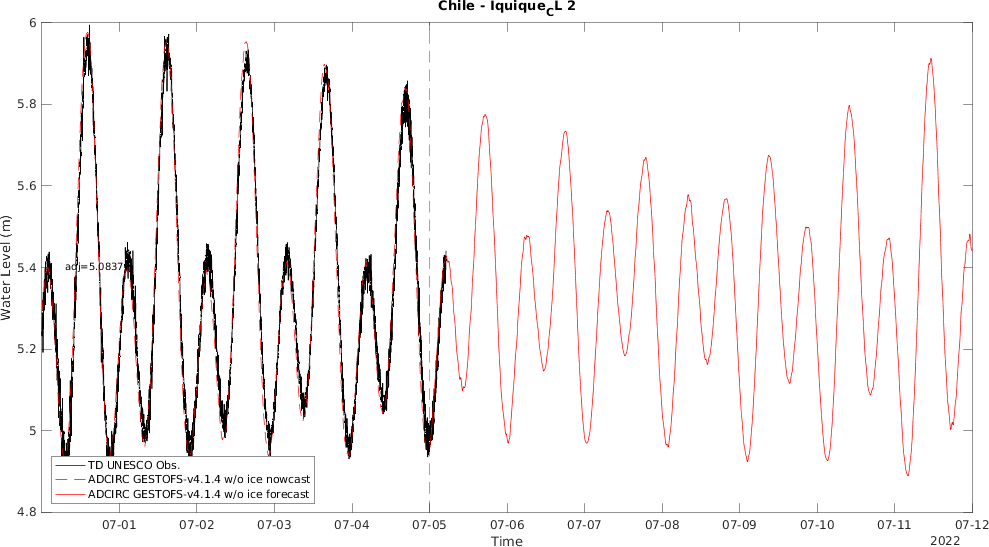 Chile - Iquique_CL 2
6
5.8
5.6
5.4
5.2
5
4.8
Water Level (m)
adj=5.0837
TD UNESCO Obs.
ADCIRC GESTOFS-v4.1.4 w/o ice nowcast
ADCIRC GESTOFS-v4.1.4 w/o ice forecast
07-01 07-02 07-03 07-04 07-05 07-06 07-07 07-08 07-09 07-10 07-11 07-12
Time
2022